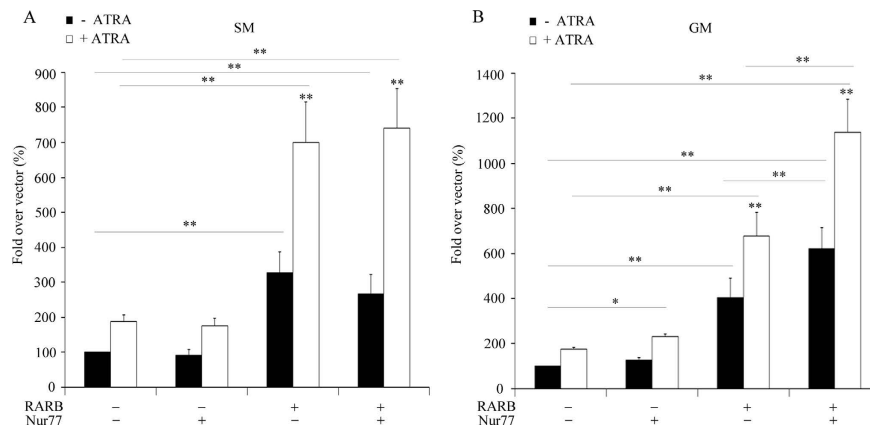 A
- ATRA
+ ATRA
SM
**
**
**
**
**
**
900
800
700
600
500
400
300
200
100
0
Fold over vector (%)
RARB – – + +
Nur77 – + – +
B
- ATRA
+ ATRA
GM
**
**
**
**
**
**
**
**
*
1400
1200
1000
800
600
400
200
0
Fold over vector (%)
RARB – – + +
Nur77 – + – +